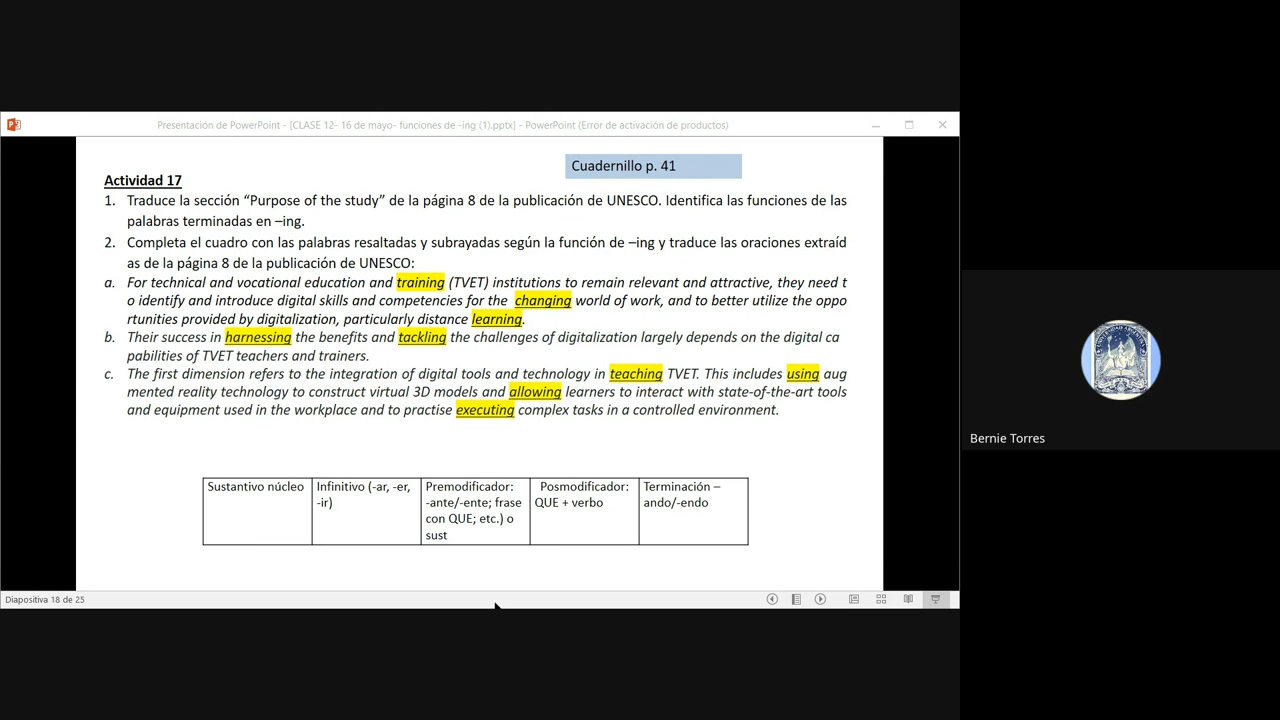 Presentación de PowerPoint - [CLASE 12- 16 de mayo- funciones de -ing (1).pptx] - PowerPoint (Error de activación de productos)
Cuadernillo p. 41
Actividad 17
1. Traduce la sección “Purpose of the study” de la página 8 de la publicación de UNESCO. Identifica las funciones de las
palabras terminadas en –ing.
2. Completa el cuadro con las palabras resaltadas y subrayadas según la función de –ing y traduce las oraciones extraíd
as de la página 8 de la publicación de UNESCO:
a. For technical and vocational education and training (TVET) institutions to remain relevant and attractive, they need t
o identify and introduce digital skills and competencies for the changing world of work, and to better utilize the oppo
rtunities provided by digitalization, particularly distance learning.
b. Their success in harnessing the benefits and tackling the challenges of digitalization largely depends on the digital ca
pabilities of TVET teachers and trainers.
c. The first dimension refers to the integration of digital tools and technology in teaching TVET. This includes using aug
mented reality technology to construct virtual 3D models and allowing learners to interact with state-of-the-art tools
and equipment used in the workplace and to practise executing complex tasks in a controlled environment.
Sustantivo núcleo
Infinitivo (-ar, -er,
-ir)
Premodificador:
-ante/-ente; frase
con QUE; etc.) o
sust
Posmodificador:
QUE + verbo
Terminación –
ando/-endo
Diapositiva 18 de 25
Bernie Torres